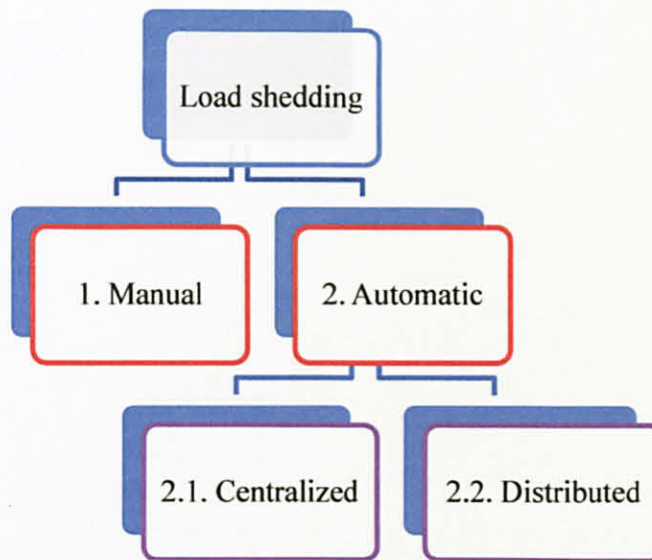 Load shedding
1. Manual
2. Automatic
2.1. Centralized
2.2. Distributed